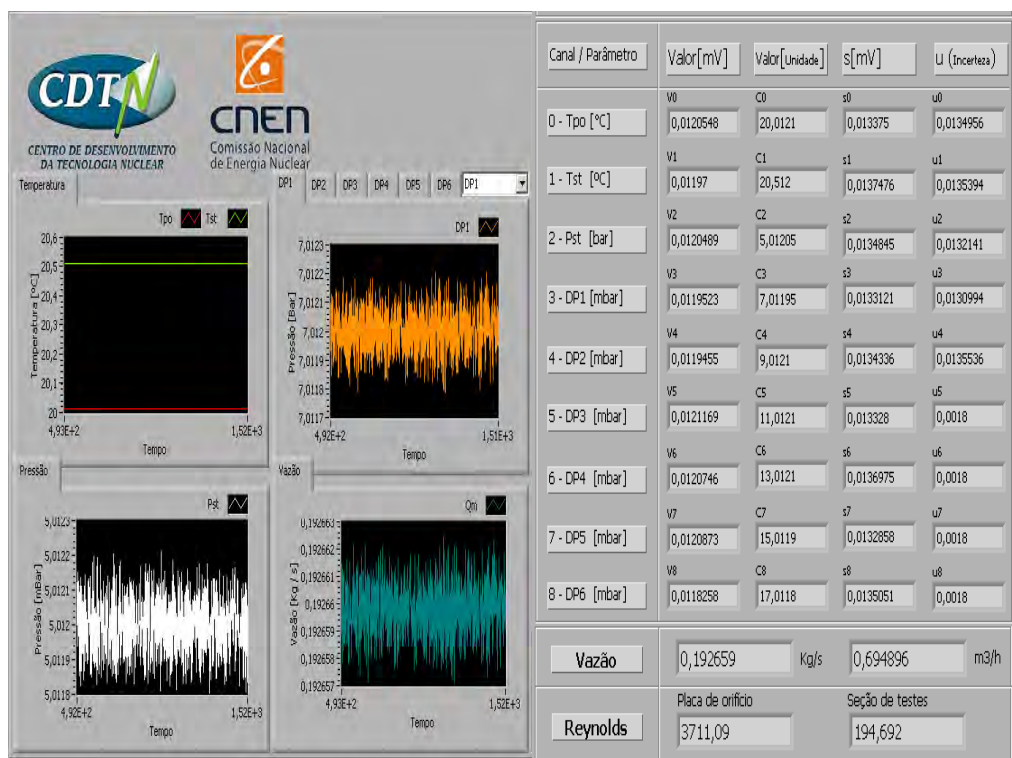 CDTN
CENTRO DE DESENVOLVIMENTO
DA TECNOLOGIA NUCLEAR
CNEN
Comissão Nacional
de Energia Nuclear
Temperatura
Tpo Tst
20,6
20,5
20,4
20,3
20,2
20,1
20
Temperatura [ºC]
4,93E+2 1,52E+3
Tempo
DP1 DP2 DP3 DP4 DP5 DP6 DP1
DP1
7,0123
7,0122
7,0121
7,012
7,0119
7,0118
7,0117
Pressão [Bar]
4,92E+2 1,51E+3
Tempo
Pressão
Pst
5,0123
5,0122
5,0121
5,012
5,0119
5,0118
Pressão [mBar]
4,92E+2 1,52E+3
Tempo
Vazão
Qm
0,192663
0,192662
0,192661
0,19266
0,192659
0,192658
0,192657
Vazão [Kg / s]
4,93E+2 1,52E+3
Tempo
Canal / Parâmetro Valor[mV] Valor[Unidade] s[mV] u (Incerteza)
V0 C0 s0 u0
0 - Tpo [ºC] 0,0120548 20,0121 0,013375 0,0134956
V1 C1 s1 u1
1 - Tst [ºC] 0,01197 20,512 0,0137476 0,0135394
V2 C2 s2 u2
2 - Pst [bar] 0,0120489 5,01205 0,0134845 0,0132141
V3 C3 s3 u3
3 - DP1 [mbar] 0,0119523 7,01195 0,0133121 0,0130994
V4 C4 s4 u4
4 - DP2 [mbar] 0,0119455 9,0121 0,0134336 0,0135536
V5 C5 s5 u5
5 - DP3 [mbar] 0,0121169 11,0121 0,013328 0,0018
V6 C6 s6 u6
6 - DP4 [mbar] 0,0120746 13,0121 0,0136975 0,0018
V7 C7 s7 u7
7 - DP5 [mbar] 0,0120873 15,0119 0,0132858 0,0018
V8 C8 s8 u8
8 - DP6 [mbar] 0,0118258 17,0118 0,0135051 0,0018
Vazão 0,192659 Kg/s 0,694896 m3/h
Placa de orifício Seção de testes
Reynolds 3711,09 194,692